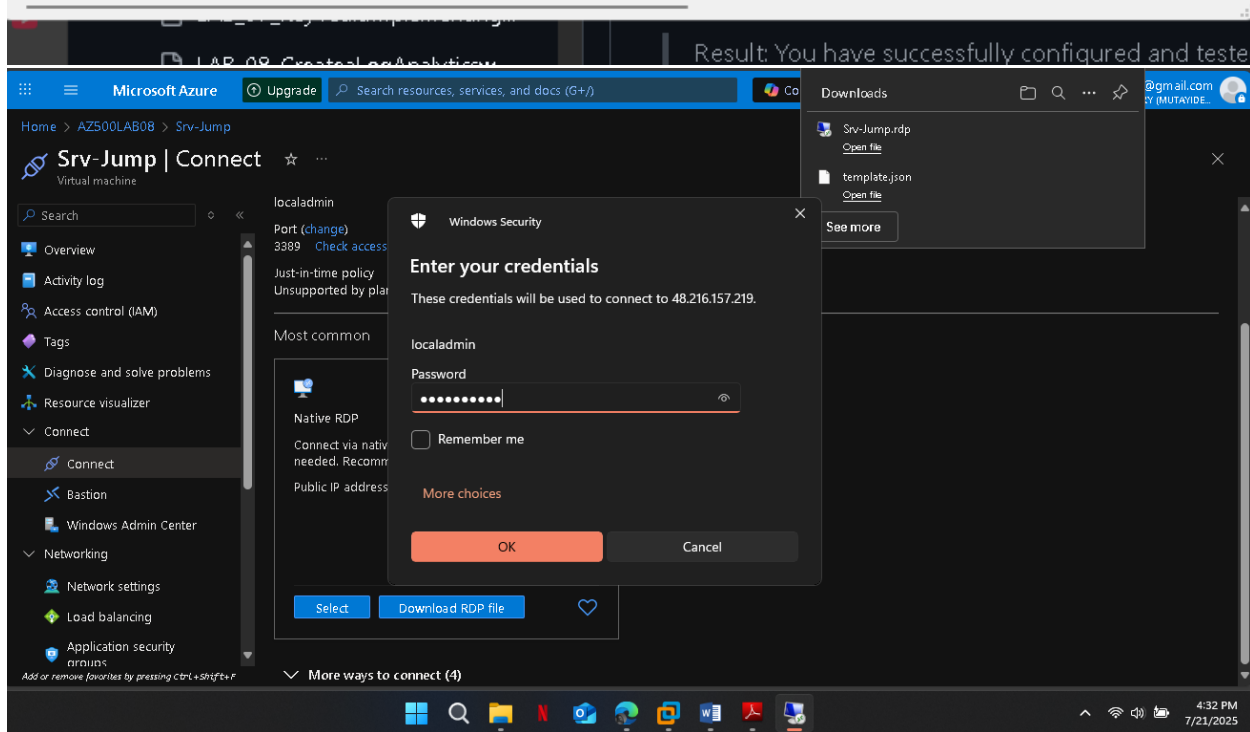 Result: You have successfully configured and teste
Microsoft Azure
Upgrade
Search resources, services, and docs (G+/)
Co
@gmail.com
Home > AZ500LAB08 > Srv-Jump
Srv-Jump | Connect
Virtual machine
Search
Overview
Activity log
Access control (IAM)
Tags
Diagnose and solve problems
Resource visualizer
Connect
Connect
Bastion
Windows Admin Center
Networking
Network settings
Load balancing
Application security
groups
Add or remove favorites by pressing Ctrl+Shift+F
localadmin
Port (change)
3389 Check access
Just-in-time policy
Unsupported by plan
Most common
Native RDP
Connect via nativ
needed. Recomm
Public IP address
Select
Download RDP file
More ways to connect (4)
Windows Security
Enter your credentials
These credentials will be used to connect to 48.216.157.219.
localadmin
Password
Remember me
More choices
OK
Cancel
Downloads
Srv-Jump.rdp
Open file
template.json
Open file
See more
4:32 PM
7/21/2025